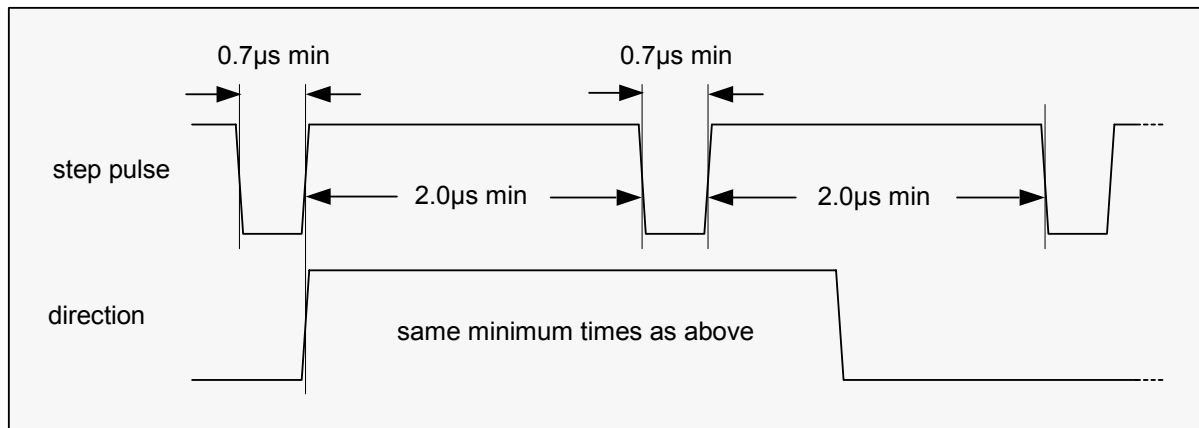 0.7µs min
0.7µs min
step pulse
2.0µs min
2.0µs min
direction
same minimum times as above